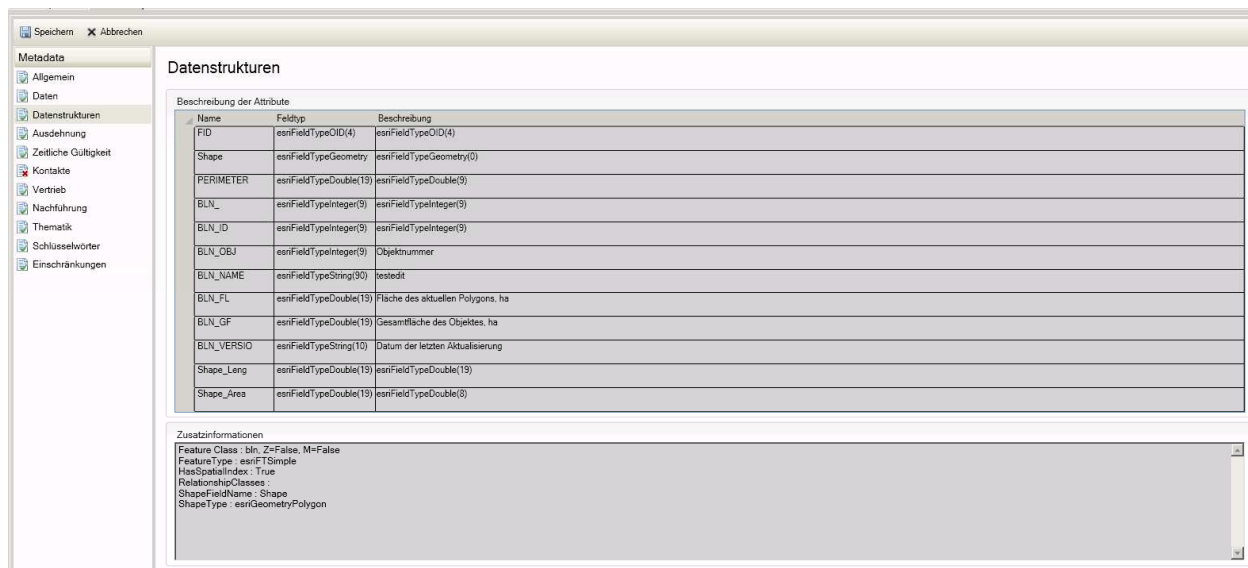 Speichern Abbrechen
Metadata
Allgemein
Daten
Datenstrukturen
Ausdehnung
Zeitliche Gültigkeit
Kontakte
Vertrieb
Nachführung
Thematik
Schlüsselwörter
Einschränkungen
Datenstrukturen
Beschreibung der Attribute
Name Feldtyp Beschreibung
FID esriFieldTypeOID(4) esriFieldTypeOID(4)
Shape esriFieldTypeGeometry esriFieldTypeGeometry(0)
PERIMETER esriFieldTypeDouble(19) esriFieldTypeDouble(9)
BLN_ esriFieldTypeInteger(9) esriFieldTypeInteger(9)
BLN_ID esriFieldTypeInteger(9) esriFieldTypeInteger(9)
BLN_OBJ esriFieldTypeInteger(9) Objektnummer
BLN_NAME esriFieldTypeString(90) testedit
BLN_FL esriFieldTypeDouble(19) Fläche des aktuellen Polygons, ha
BLN_GF esriFieldTypeDouble(19) Gesamtfläche des Objektes, ha
BLN_VERSIO esriFieldTypeString(10) Datum der letzten Aktualisierung
Shape_Leng esriFieldTypeDouble(19) esriFieldTypeDouble(19)
Shape_Area esriFieldTypeDouble(19) esriFieldTypeDouble(8)
Zusatzinformationen
Feature Class : bln, Z=False, M=False
FeatureType : esriFTSimple
HasSpatialIndex : True
RelationshipClasses :
ShapeFieldName : Shape
ShapeType : esriGeometryPolygon